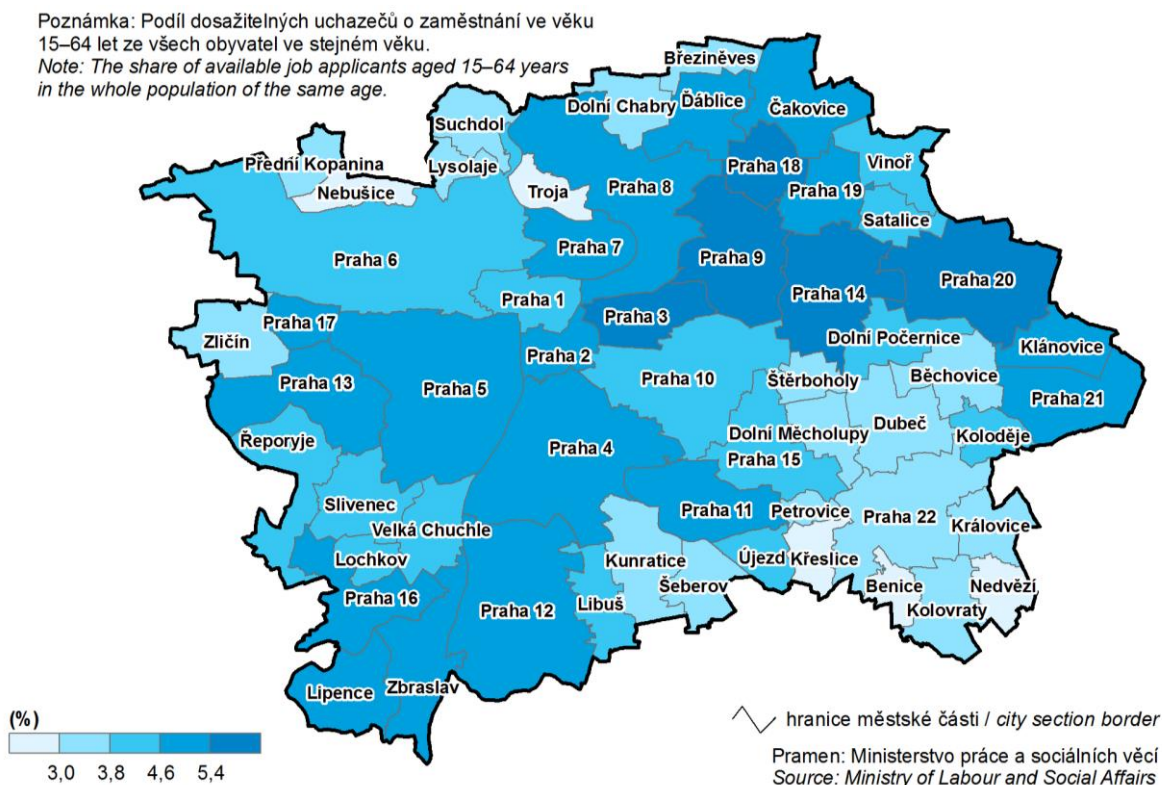 Poznámka: Podíl dosažitelných uchazečů o zaměstnání ve věku
15–64 let ze všech obyvatel ve stejném věku.
Note: The share of available job applicants aged 15–64 years
in the whole population of the same age.
Březiněves
Dolní Chabry
Ďáblice
Čakovice
Suchdol
Přední Kopanina
Lysolaje
Praha 18
Vinoř
Nebušice
Troja
Praha 8
Praha 19
Satalice
Praha 7
Praha 6
Praha 9
Praha 20
Praha 14
Praha 1
Praha 3
Praha 17
Zličín
Praha 2
Dolní Počernice
Klánovice
Praha 13
Praha 5
Praha 10
Štěrboholy
Běchovice
Praha 21
Řeporyje
Praha 4
Dolní Měcholupy
Dubeč
Koloděje
Praha 15
Slivenec
Velká Chuchle
Praha 11
Petrovice
Praha 22
Královice
Lochkov
Kunratice
Újezd
Křeslice
Šeberov
Benice
Nedvězí
Praha 16
Praha 12
Libuš
Kolovraty
Lipence
Zbraslav
(%)
3,0 3,8 4,6 5,4
hranice městské části / city section border
Pramen: Ministerstvo práce a sociálních věcí
Source: Ministry of Labour and Social Affairs